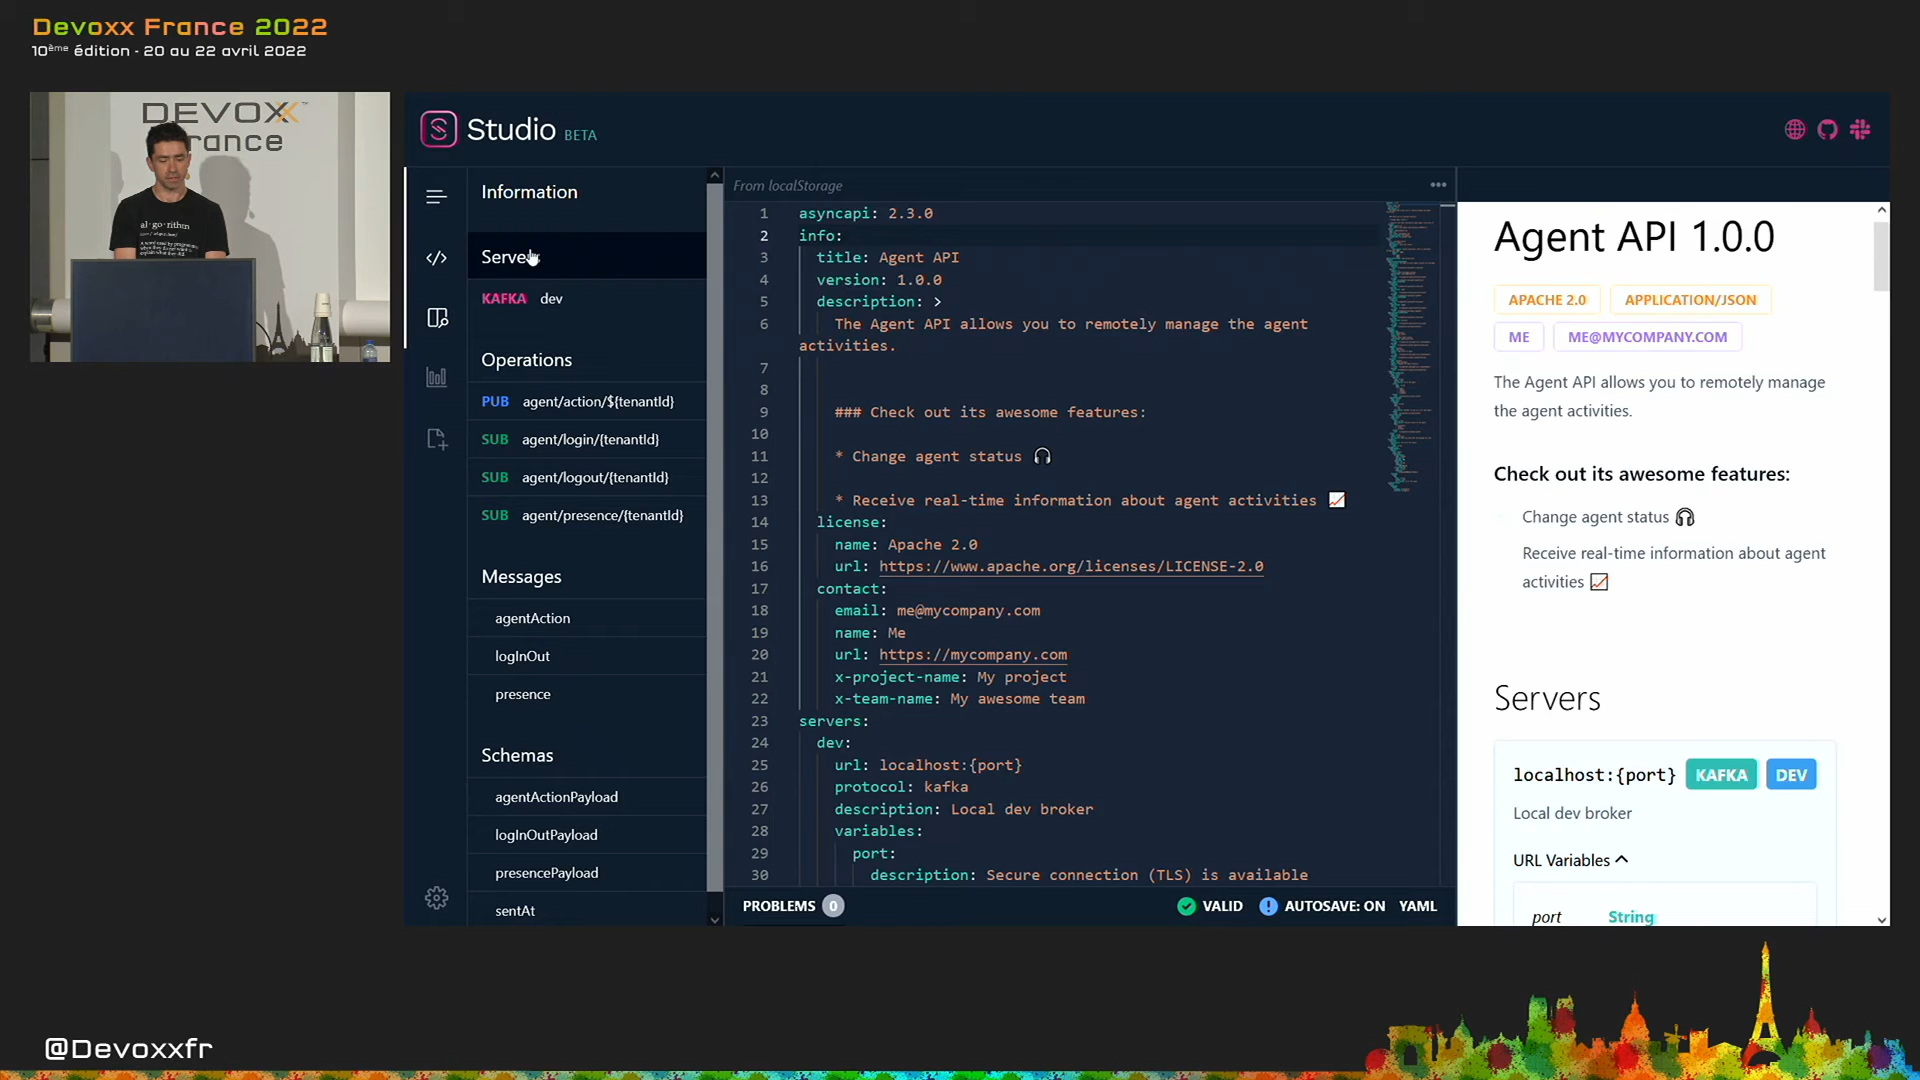 Devoxx France 2022
10ème édition - 20 au 22 avril 2022
DEVOXX™
France
al·go·rithm
Studio BETA
Information
Servers
KAFKA dev
Operations
PUB agent/action/${tenantId}
SUB agent/login/{tenantId}
SUB agent/logout/{tenantId}
SUB agent/presence/{tenantId}
Messages
agentAction
logInOut
presence
Schemas
agentActionPayload
logInOutPayload
presencePayload
sentAt
From localStorage
1 asyncapi: 2.3.0
2 info:
3 title: Agent API
4 version: 1.0.0
5 description: >
6 The Agent API allows you to remotely manage the agent
activities.
7
8
9 ### Check out its awesome features:
10
11 * Change agent status 🎧
12
13 * Receive real-time information about agent activities 📈
14 license:
15 name: Apache 2.0
16 url: https://www.apache.org/licenses/LICENSE-2.0
17 contact:
18 email: me@mycompany.com
19 name: Me
20 url: https://mycompany.com
21 x-project-name: My project
22 x-team-name: My awesome team
23 servers:
24 dev:
25 url: localhost:{port}
26 protocol: kafka
27 description: Local dev broker
28 variables:
29 port:
30 description: Secure connection (TLS) is available
PROBLEMS 0
VALID
AUTOSAVE: ON
YAML
Agent API 1.0.0
APACHE 2.0 APPLICATION/JSON
ME ME@MYCOMPANY.COM
The Agent API allows you to remotely manage
the agent activities.
Check out its awesome features:
Change agent status 🎧
Receive real-time information about agent
activities 📈
Servers
localhost:{port} KAFKA DEV
Local dev broker
URL Variables
port String
@Devoxxfr